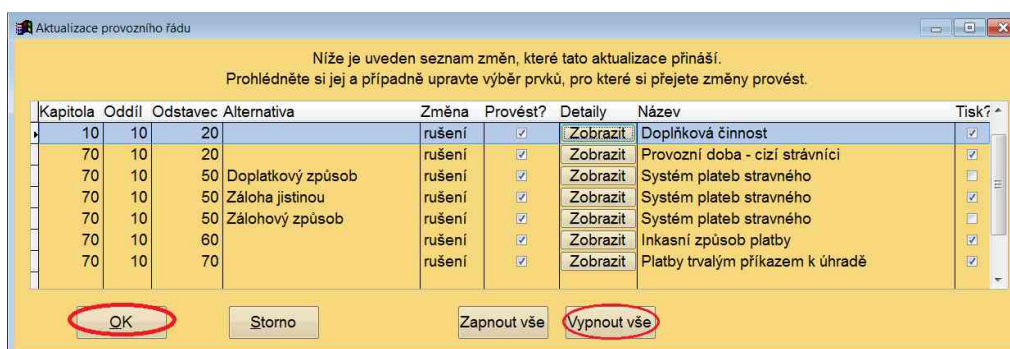 Aktualizace provozního řádu
Níže je uveden seznam změn, které tato aktualizace přináší.
Prohlédněte si jej a případně upravte výběr prvků, pro které si přejete změny provést.
Kapitola Oddíl Odstavec Alternativa Změna Provést? Detaily Název Tisk?
10 10 20 rušení Zobrazit Doplňková činnost
70 10 20 rušení Zobrazit Provozní doba - cizí strávníci
70 10 50 Doplatkový způsob rušení Zobrazit Systém plateb stravného
70 10 50 Záloha jistinou rušení Zobrazit Systém plateb stravného
70 10 50 Zálohový způsob rušení Zobrazit Systém plateb stravného
70 10 60 rušení Zobrazit Inkasní způsob platby
70 10 70 rušení Zobrazit Platby trvalým příkazem k úhradě
OK Storno Zapnout vše Vypnout vše